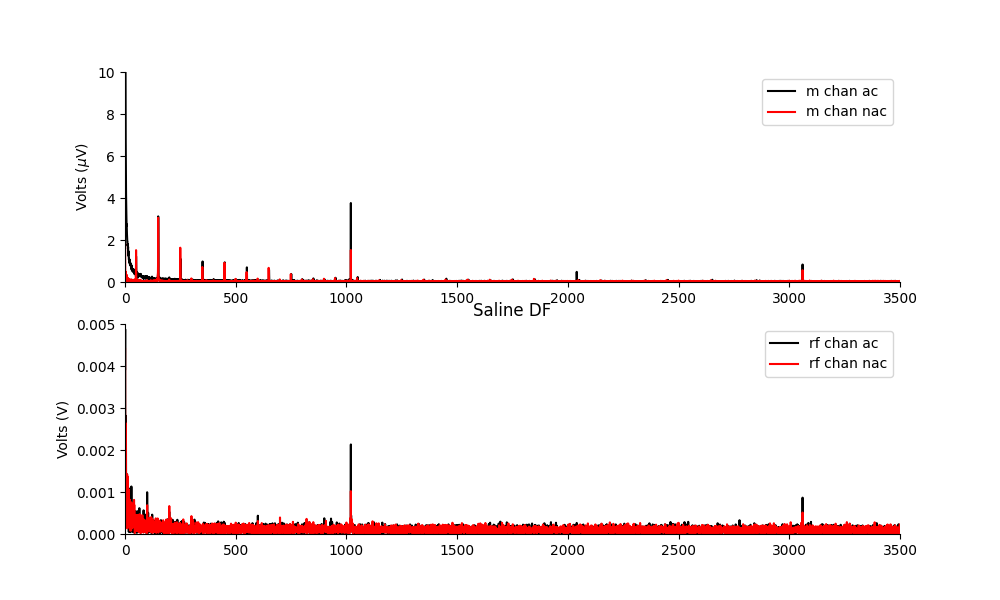 10
8
6
4
2
0
Volts (μV)
m chan ac
m chan nac
0 500 1000 1500 2000 2500 3000 3500
Saline DF
0.005
0.004
0.003
0.002
0.001
0.000
Volts (V)
rf chan ac
rf chan nac
0 500 1000 1500 2000 2500 3000 3500